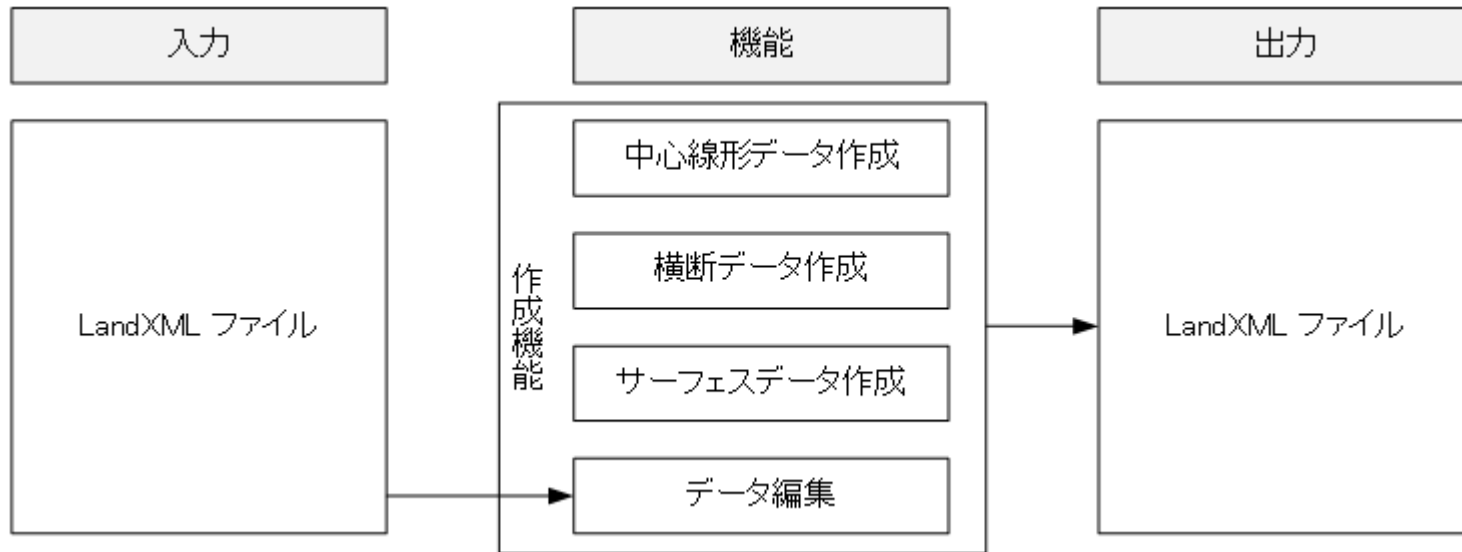 入力
機能
出力
LandXML ファイル
作成機能
中心線形データ作成
横断データ作成
サーフェスデータ作成
データ編集
LandXML ファイル